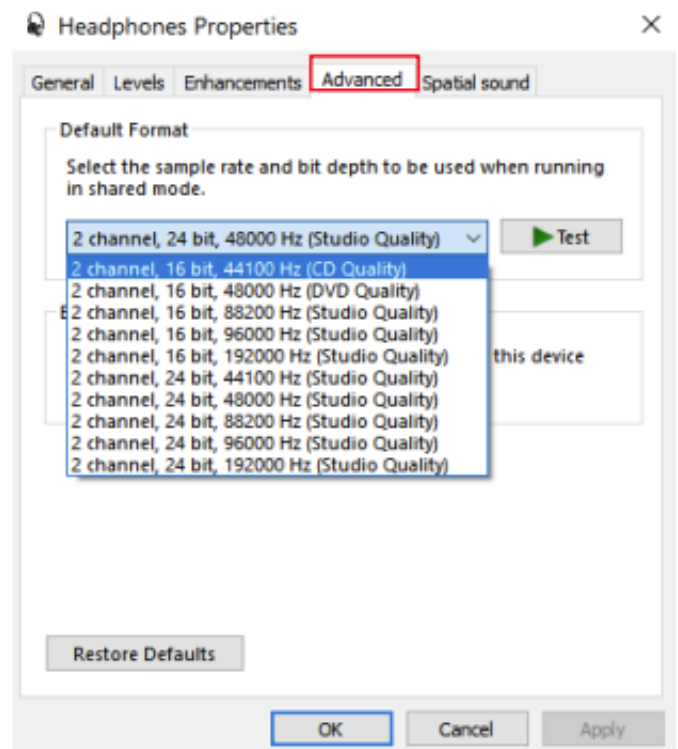 Headphones Properties
General Levels Enhancements Advanced Spatial sound
Default Format
Select the sample rate and bit depth to be used when running
in shared mode.
2 channel, 24 bit, 48000 Hz (Studio Quality) Test
2 channel, 16 bit, 44100 Hz (CD Quality)
2 channel, 16 bit, 48000 Hz (DVD Quality)
2 channel, 16 bit, 88200 Hz (Studio Quality)
2 channel, 16 bit, 96000 Hz (Studio Quality)
2 channel, 16 bit, 192000 Hz (Studio Quality) this device
2 channel, 24 bit, 44100 Hz (Studio Quality)
2 channel, 24 bit, 48000 Hz (Studio Quality)
2 channel, 24 bit, 88200 Hz (Studio Quality)
2 channel, 24 bit, 96000 Hz (Studio Quality)
2 channel, 24 bit, 192000 Hz (Studio Quality)
Restore Defaults
OK Cancel Apply